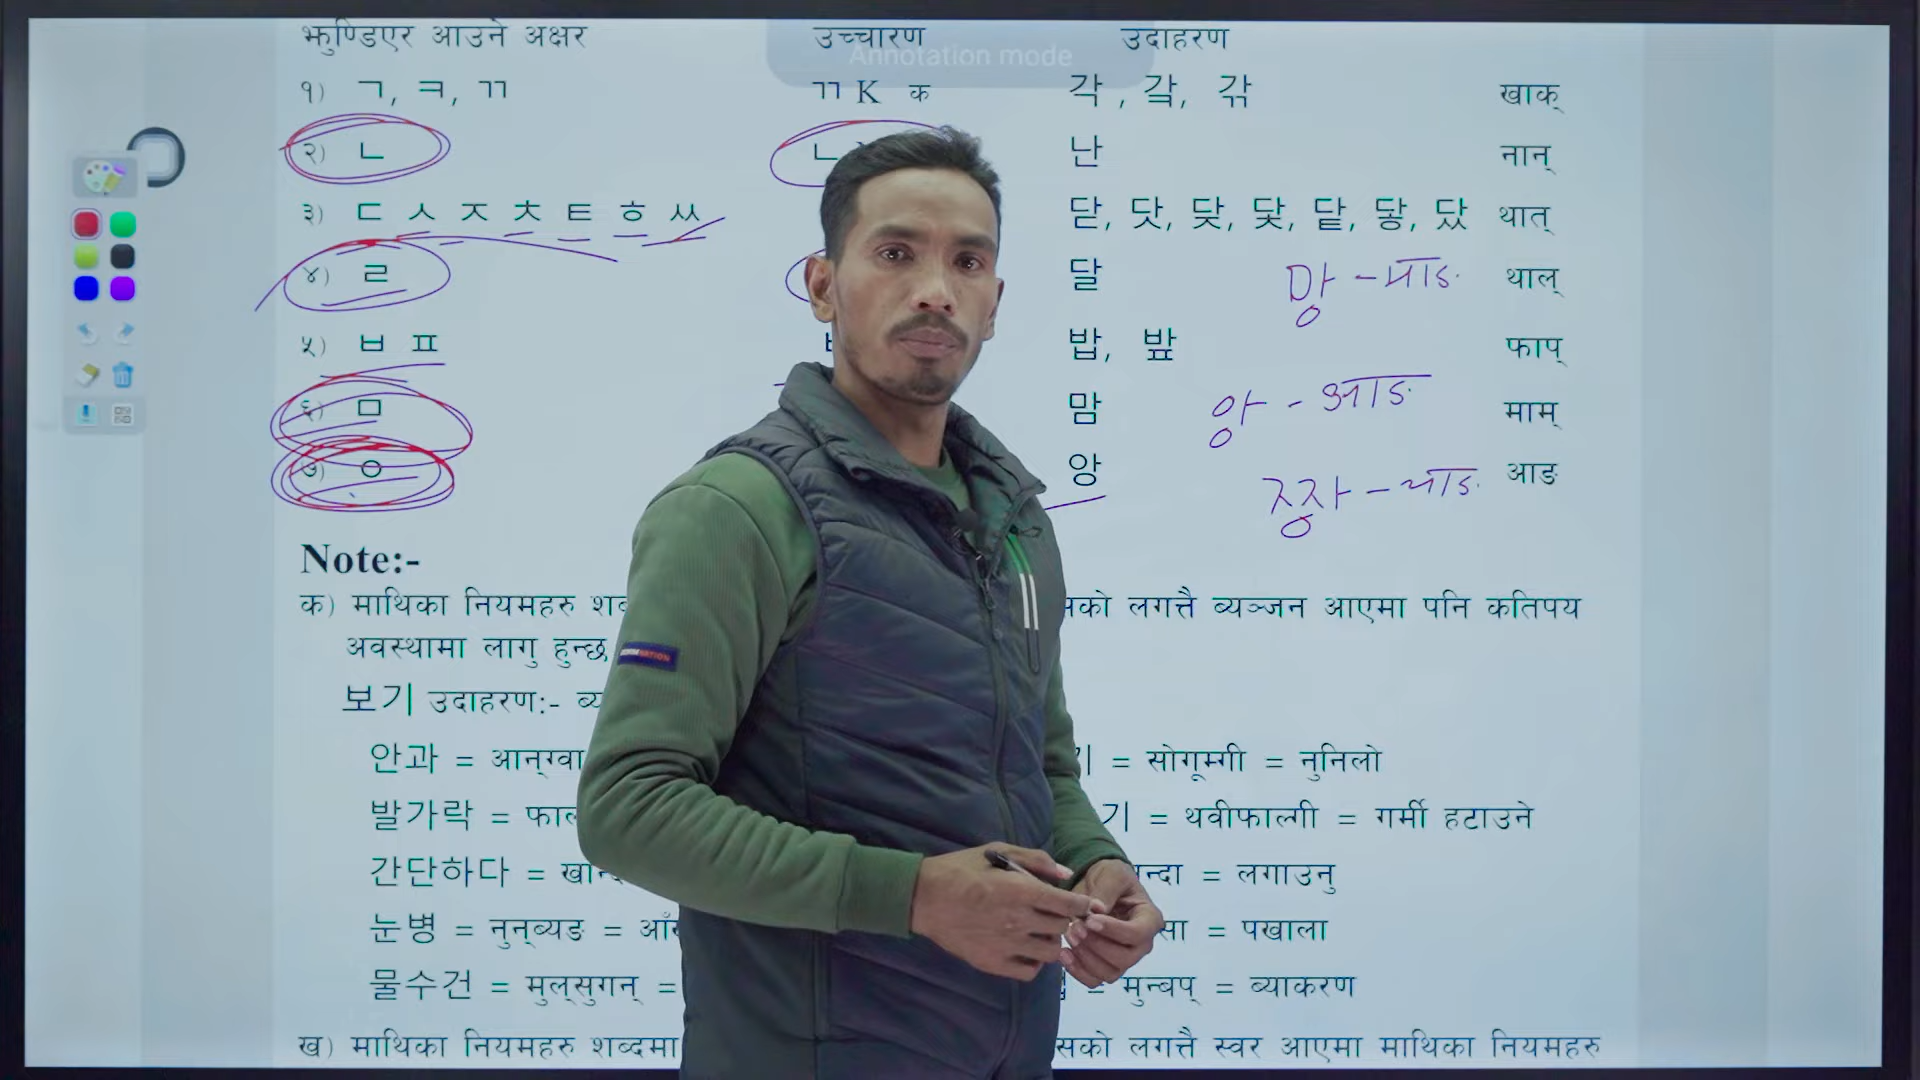 झुण्डिएर आउने अक्षर उच्चारण उदाहरण
Annotation mode
१) ㄱ, ㅋ, ㄲ ㄲ K क 각, 갘, 갂 खाक्
२) ㄴ ㄴ 난 नान्
३) ㄷ ㅅ ㅈ ㅊ ㅌ ㅎ ㅆ 닫, 닷, 닺, 닻, 닽, 닿, 닸 थात्
४) ㄹ 달 망 - माङ थाल्
५) ㅂ ㅍ 밥, 밮 फाप्
६) ㅁ 맘 앙 - आङ माम्
७) ㅇ 앙 आङ
Note:-
क) माथिका नियमहरु लगत्तै ब्यञ्जन आएमा पनि कतिपय
अवस्थामा लागु हुन्छ
보기 उदाहरण:-
안과 = आन्ग्वा = सोगूम्गी = नुनिलो
발가락 = = थवीफाल्गी = गर्मी हटाउने
간단하다 = = लगाउनु
눈병 = नुन्ब्यङ = = पखाला
물수건 = मुल्सुगन् = = मुन्बप् = ब्याकरण
ख) माथिका नियमहरु शब्दमा लगत्तै स्वर आएमा माथिका नियमहरु